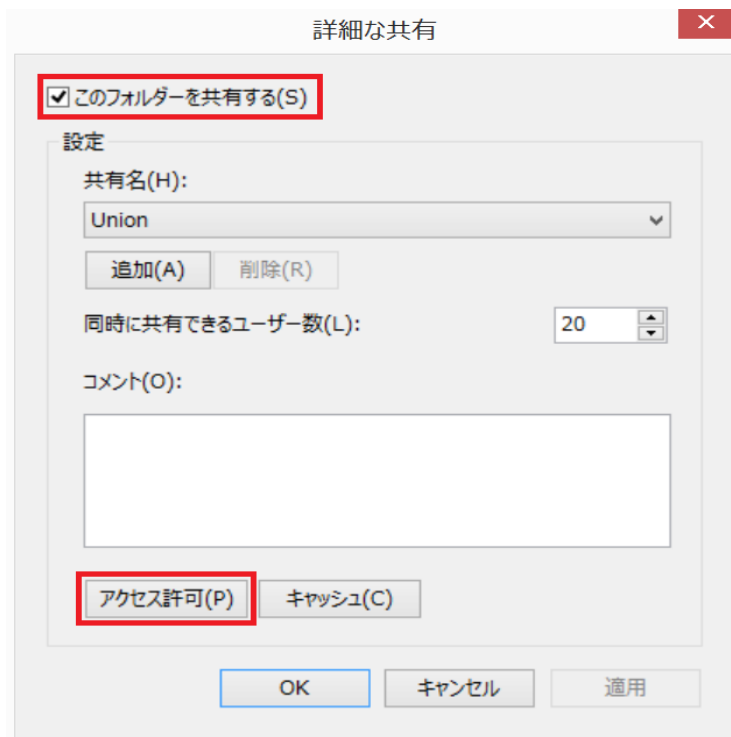 詳細な共有
このフォルダーを共有する(S)
設定
共有名(H):
Union
追加(A) 削除(R)
同時に共有できるユーザー数(L): 20
コメント(O):
アクセス許可(P) キャッシュ(C)
OK キャンセル 適用